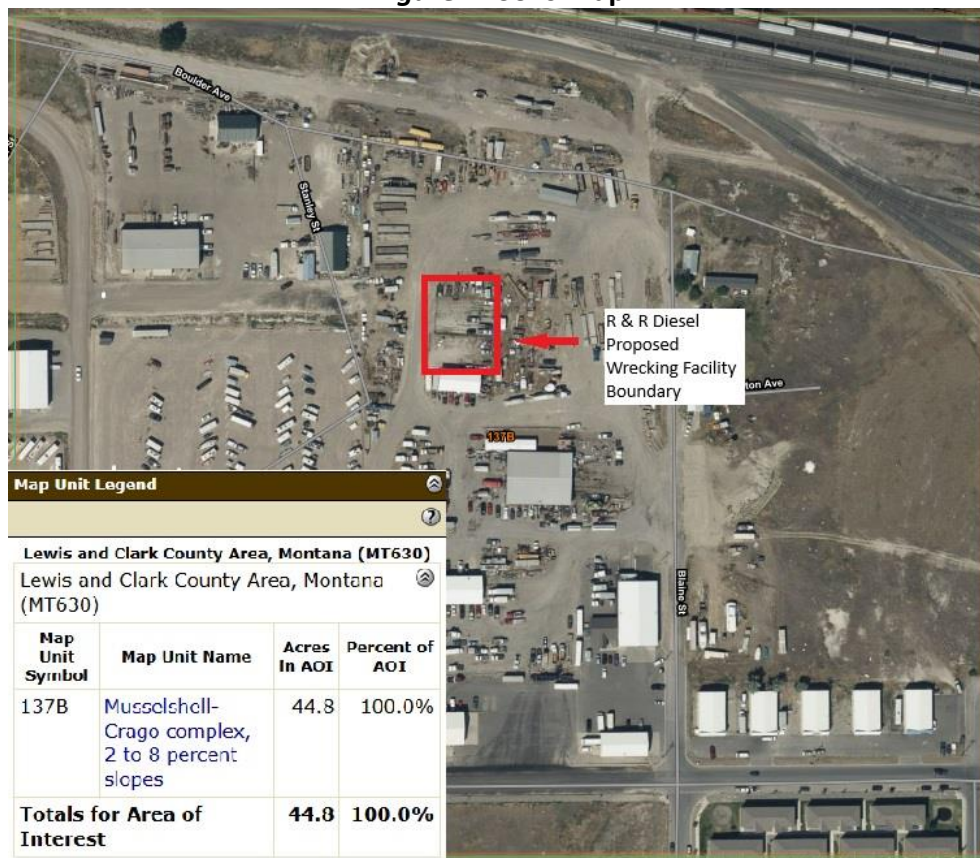 Boulder Ave
Stanley St
St
R & R Diesel
Proposed
Wrecking Facility
Boundary
ton Ave
137B
Blaine St
Map Unit Legend
Lewis and Clark County Area, Montana (MT630)
Lewis and Clark County Area, Montana
(MT630)
Map Unit Symbol Map Unit Name Acres In AOI Percent of AOI
137B Musselshell- 44.8 100.0%
Crago complex,
2 to 8 percent
slopes
Totals for Area of 44.8 100.0%
Interest